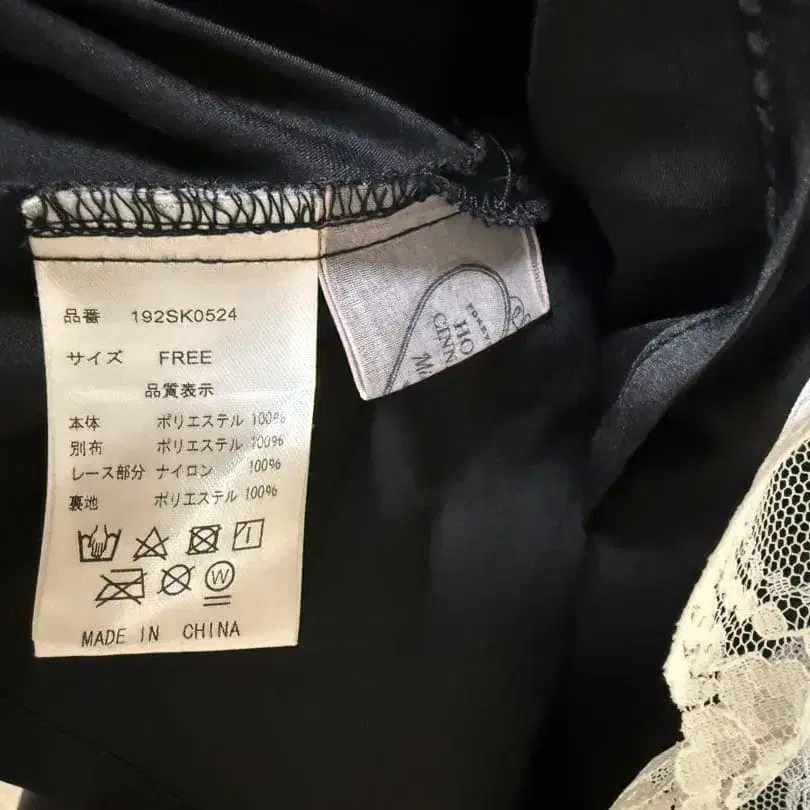 品番 192SK0524
サイズ FREE
品質表示
本体 ポリエステル 100%
別布 ポリエステル 100%
レース部分 ナイロン 100%
裏地 ポリエステル 100%
W
MADE IN CHINA
HO
CINN